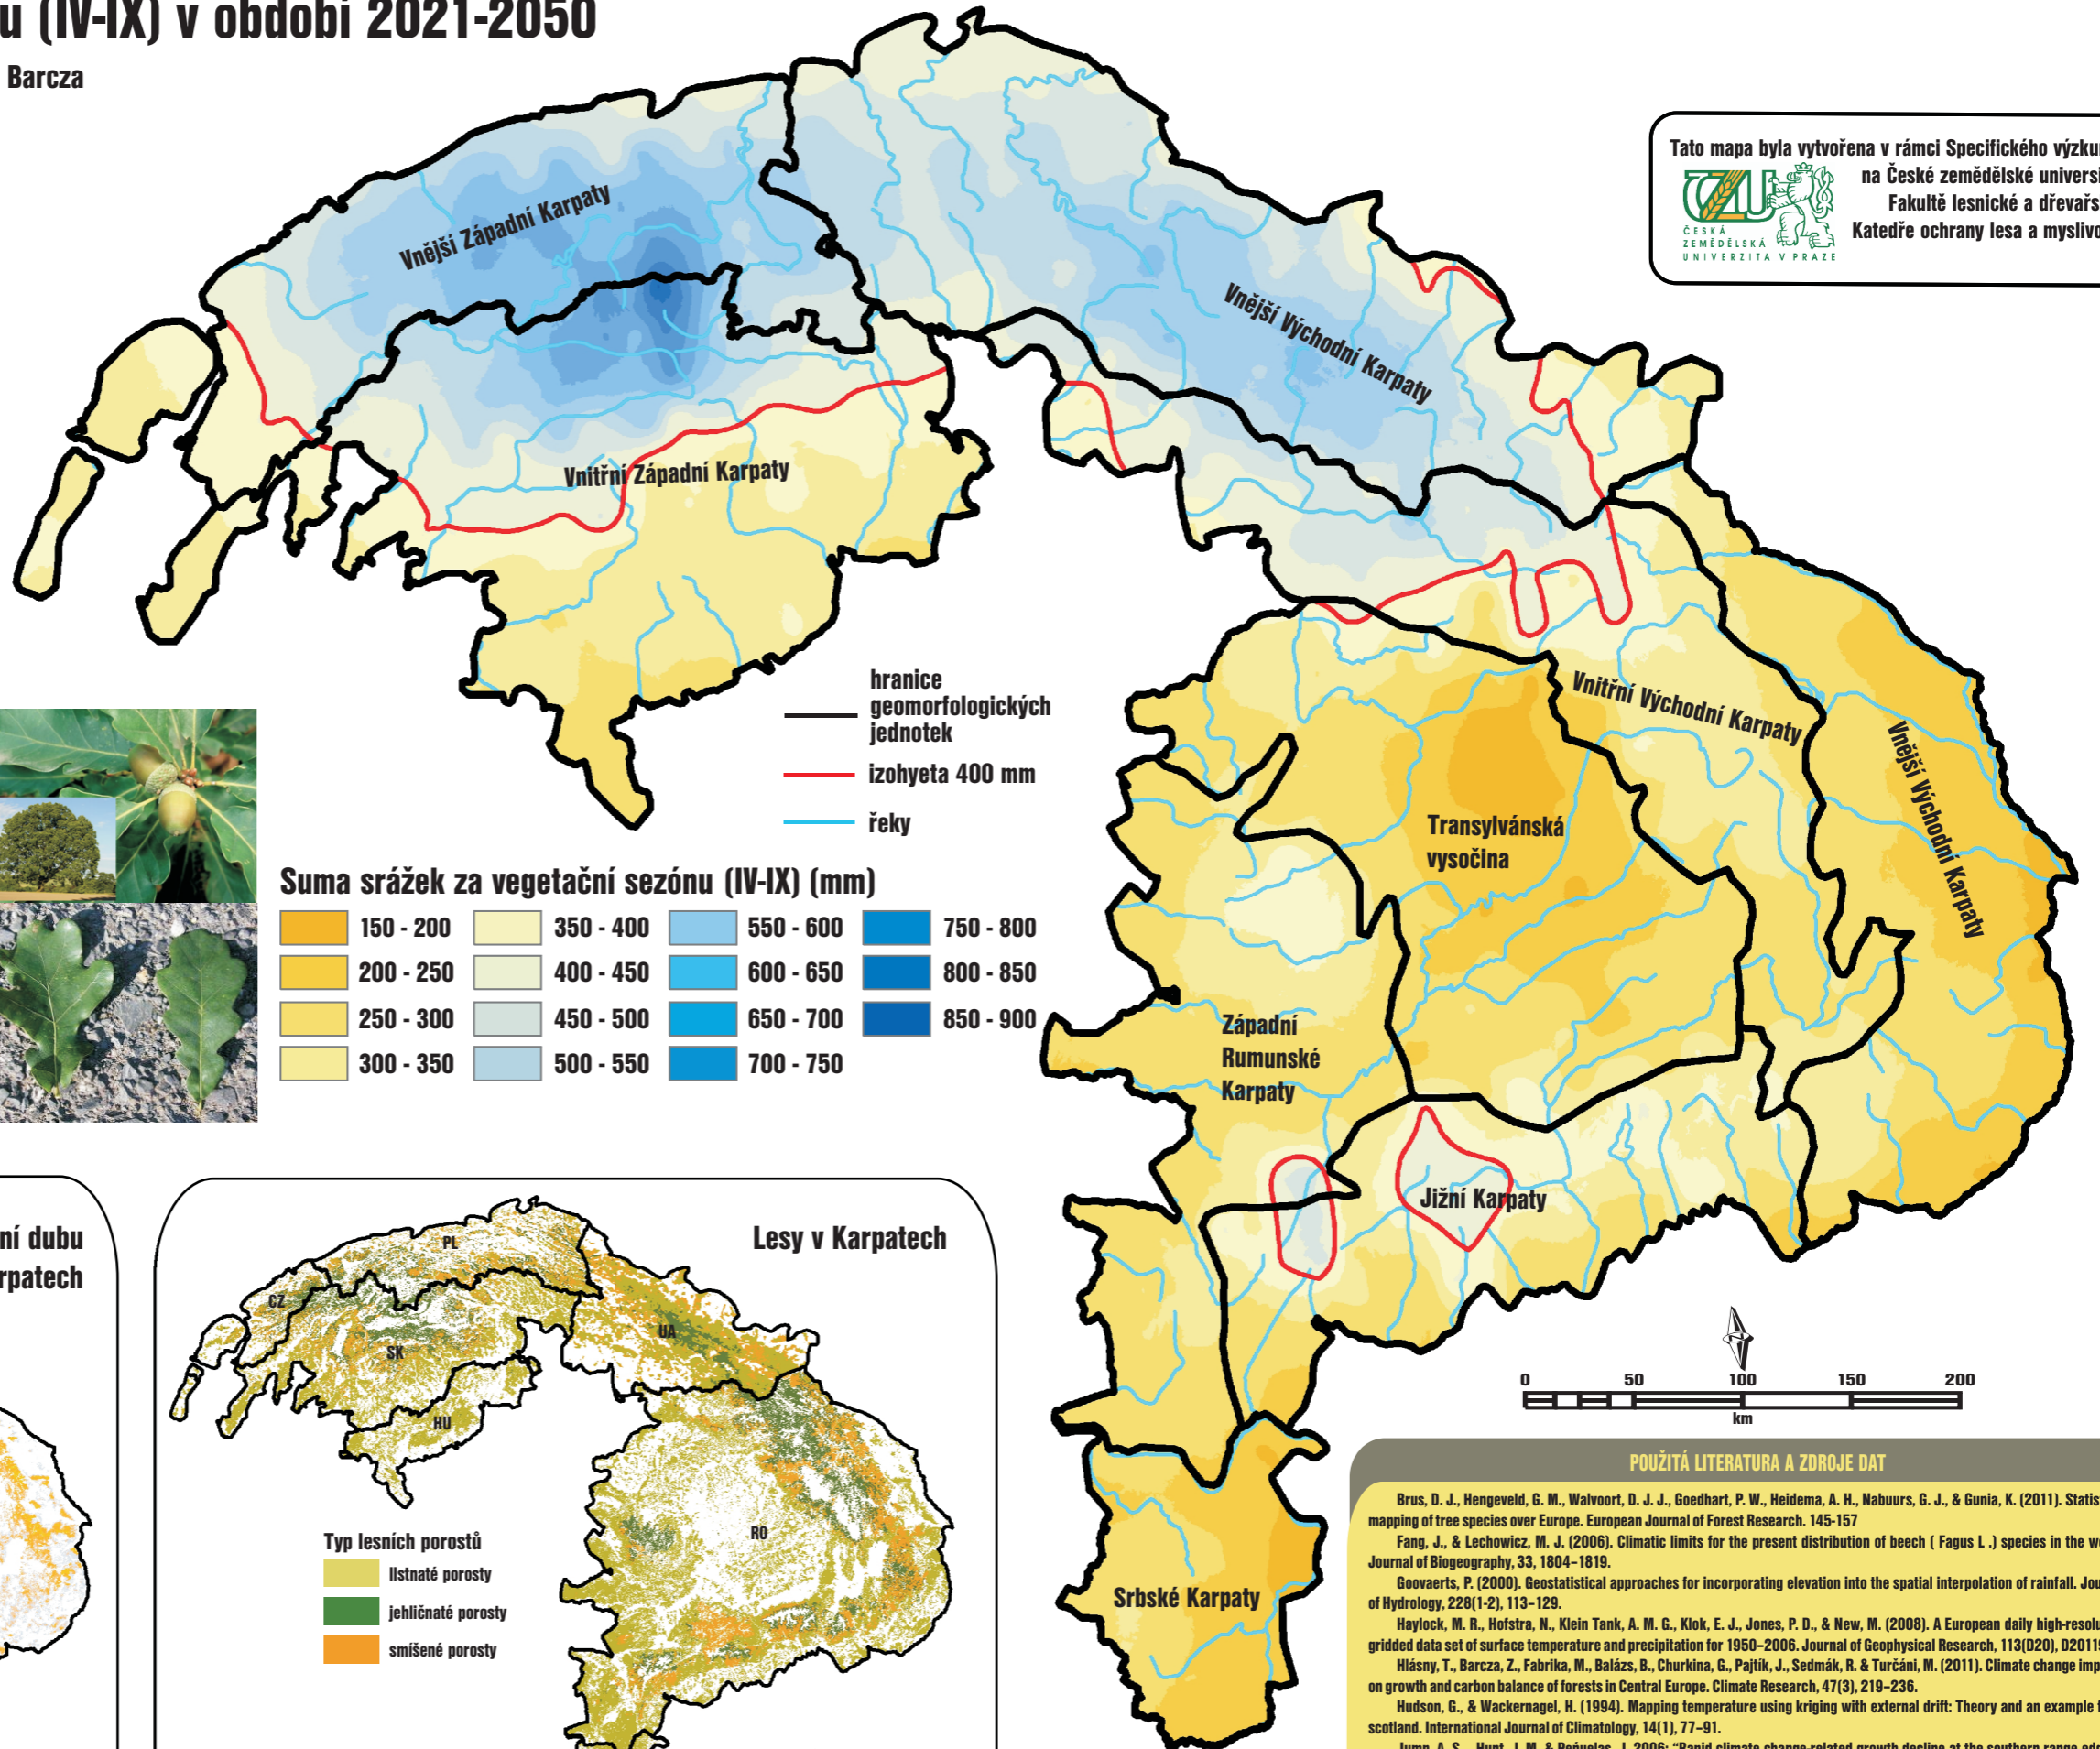 u (IV-IX) v období 2021-2050
Barcza
Tato mapa byla vytvořena v rámci Specifického
na České zemědělské
Fakultě lesnické a
Katedře ochrany lesa a
ČESKÁ
ZEMĚDĚLSKÁ
UNIVERZITA V PRAZE
Vnější Západní Karpaty
Vnější Východní Karpaty
Vnitřní Západní Karpaty
Vnitřní Východní Karpaty
Vnější Východní Karpaty
Transylvánská
vysočina
Západní
Rumunské
Karpaty
Jižní Karpaty
Srbské Karpaty
hranice
geomorfologických
jednotek
izohyeta 400 mm
řeky
Suma srážek za vegetační sezónu (IV-IX) (mm)
150 - 200
200 - 250
250 - 300
300 - 350
350 - 400
400 - 450
450 - 500
500 - 550
550 - 600
600 - 650
650 - 700
700 - 750
750 - 800
800 - 850
850 - 900
ní dubu
rpatech
Lesy v Karpatech
PL
CZ
SK
UA
HU
RO
Typ lesních porostů
listnaté porosty
jehličnaté porosty
smíšené porosty
0 50 100 150 200
km
POUŽITÁ LITERATURA A ZDROJE DAT
Brus, D. J., Hengeveld, G. M., Walvoort, D. J. J., Goedhart, P. W., Heidema, A. H., Nabuurs, G. J., & Gunia, K. (2011). Statis
mapping of tree species over Europe. European Journal of Forest Research. 145-157
Fang, J., & Lechowicz, M. J. (2006). Climatic limits for the present distribution of beech ( Fagus L .) species in the w
Journal of Biogeography, 33, 1804–1819.
Goovaerts, P. (2000). Geostatistical approaches for incorporating elevation into the spatial interpolation of rainfall. Jou
of Hydrology, 228(1-2), 113–129.
Haylock, M. R., Hofstra, N., Klein Tank, A. M. G., Klok, E. J., Jones, P. D., & New, M. (2008). A European daily high-resolu
gridded data set of surface temperature and precipitation for 1950–2006. Journal of Geophysical Research, 113(D20), D2011
Hlásny, T., Barcza, Z., Fabrika, M., Balázs, B., Churkina, G., Pajtík, J., Sedmák, R. & Turčáni, M. (2011). Climate change imp
on growth and carbon balance of forests in Central Europe. Climate Research, 47(3), 219–236.
Hudson, G., & Wackernagel, H. (1994). Mapping temperature using kriging with external drift: Theory and an example
scotland. International Journal of Climatology, 14(1), 77–91.
Jump, A. S., Hunt, J. M. & Peñuelas, J. 2006: “Rapid climate change-related growth decline at the southern range